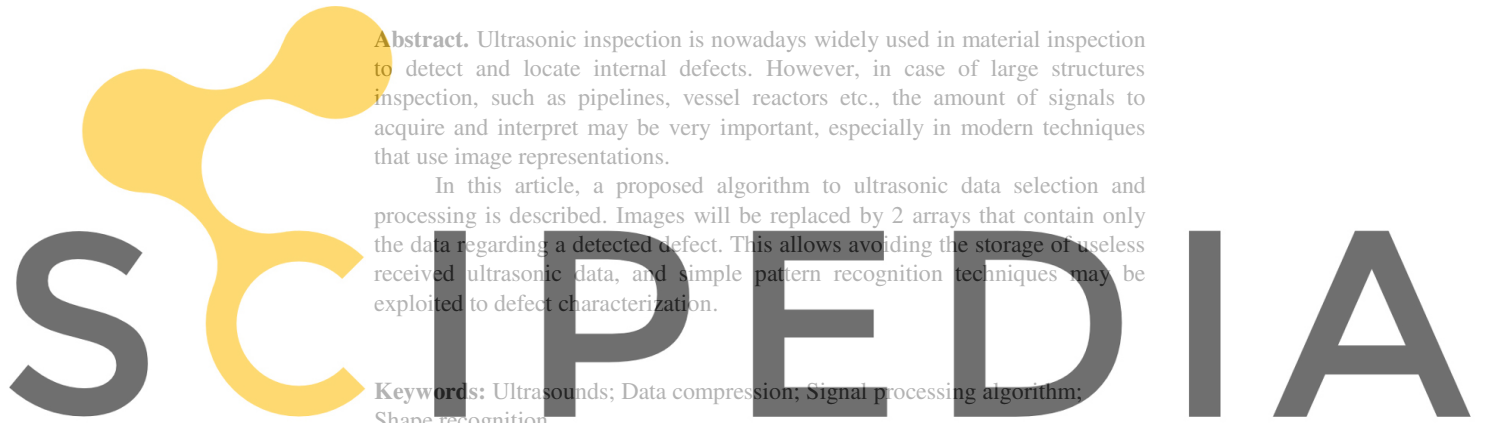 Abstract. Ultrasonic inspection is nowadays widely used in material inspection
to detect and locate internal defects. However, in case of large structures
inspection, such as pipelines, vessel reactors etc., the amount of signals to
acquire and interpret may be very important, especially in modern techniques
that use image representations.
In this article, a proposed algorithm to ultrasonic data selection and
processing is described. Images will be replaced by 2 arrays that contain only
the data regarding a detected defect. This allows avoiding the storage of useless
received ultrasonic data, and simple pattern recognition techniques may be
exploited to defect characterization.
SCIPEDIA
Keywords: Ultrasounds; Data compression; Signal processing algorithm;
Shape recognition